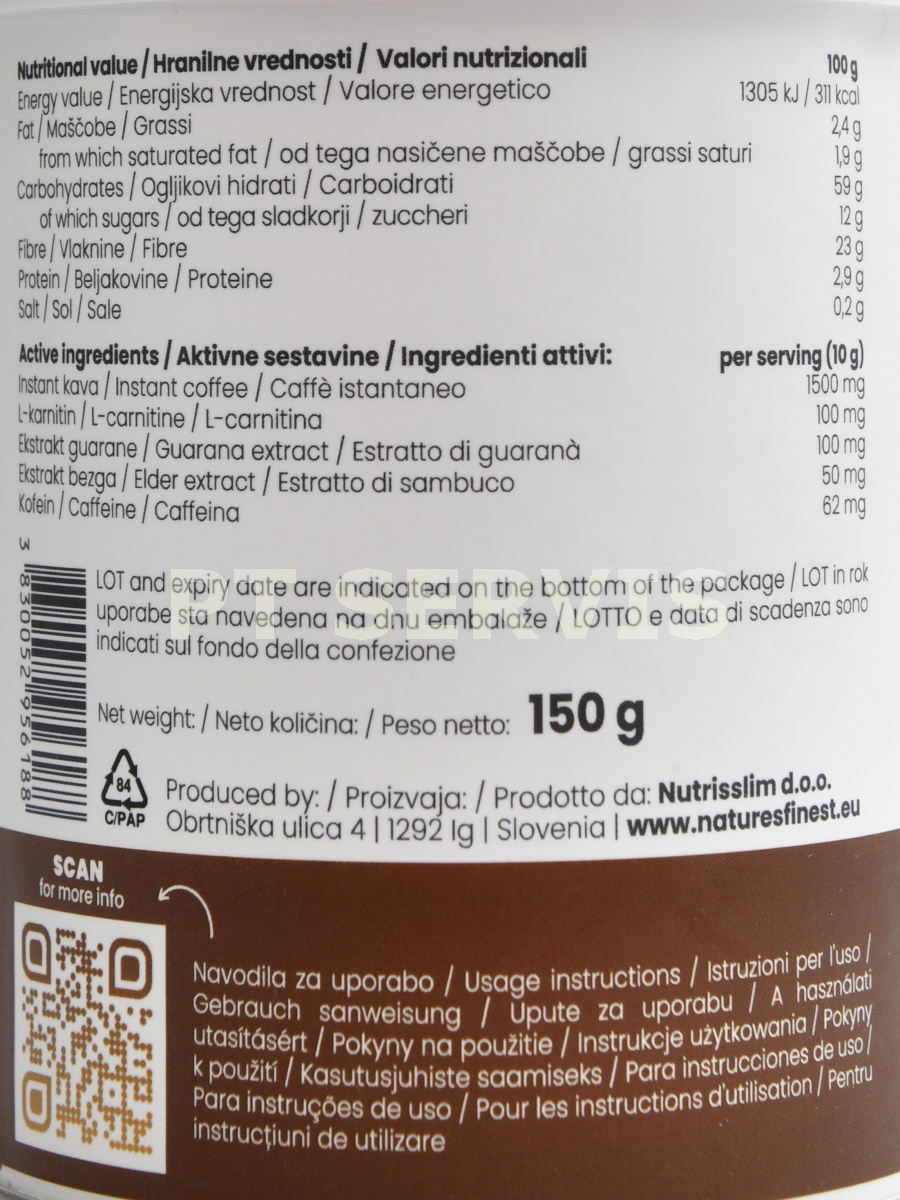 Nutritional value / Hranilne vrednosti / Valori nutrizionali 100 g
Energy value / Energijska vrednost / Valore energetico 1305 kJ / 311 kcal
Fat / Maščobe / Grassi 2,4 g
from which saturated fat / od tega nasičene maščobe / grassi saturi 1,9 g
Carbohydrates / Ogljikovi hidrati / Carboidrati 59 g
of which sugars / od tega sladkorji / zuccheri 12 g
Fibre / Vlaknine / Fibre 23 g
Protein / Beljakovine / Proteine 2,9 g
Salt / Sol / Sale 0,2 g
Active ingredients / Aktivne sestavine / Ingredienti attivi: per serving (10 g)
Instant kava / Instant coffee / Caffè istantaneo 1500 mg
L-karnitin / L-carnitine / L-carnitina 100 mg
Ekstrakt guarane / Guarana extract / Estratto di guaranà 100 mg
Ekstrakt bezga / Elder extract / Estratto di sambuco 50 mg
Kofein / Caffeine / Caffeina 62 mg
3 830052 956188
LOT and expiry date are indicated on the bottom of the package / LOT in rok
uporabe sta navedena na dnu embalaže / LOTTO e data di scadenza sono
indicati sul fondo della confezione
PT SERVIS
Net weight: / Neto količina: / Peso netto: 150 g
84
C/PAP
Produced by: / Proizvaja: / Prodotto da: Nutrisslim d.o.o.
Obrtniška ulica 4 | 1292 Ig | Slovenia | www.naturesfinest.eu
SCAN
for more info
Navodila za uporabo / Usage instructions / Istruzioni per l'uso /
Gebrauch sanweisung / Upute za uporabu / A használati
utasításért / Pokyny na použitie / Instrukcje użytkowania / Pokyny
k použití / Kasutusjuhiste saamiseks / Para instrucciones de uso /
Para instruções de uso / Pour les instructions d'utilisation / Pentru
instrucțiuni de utilizare